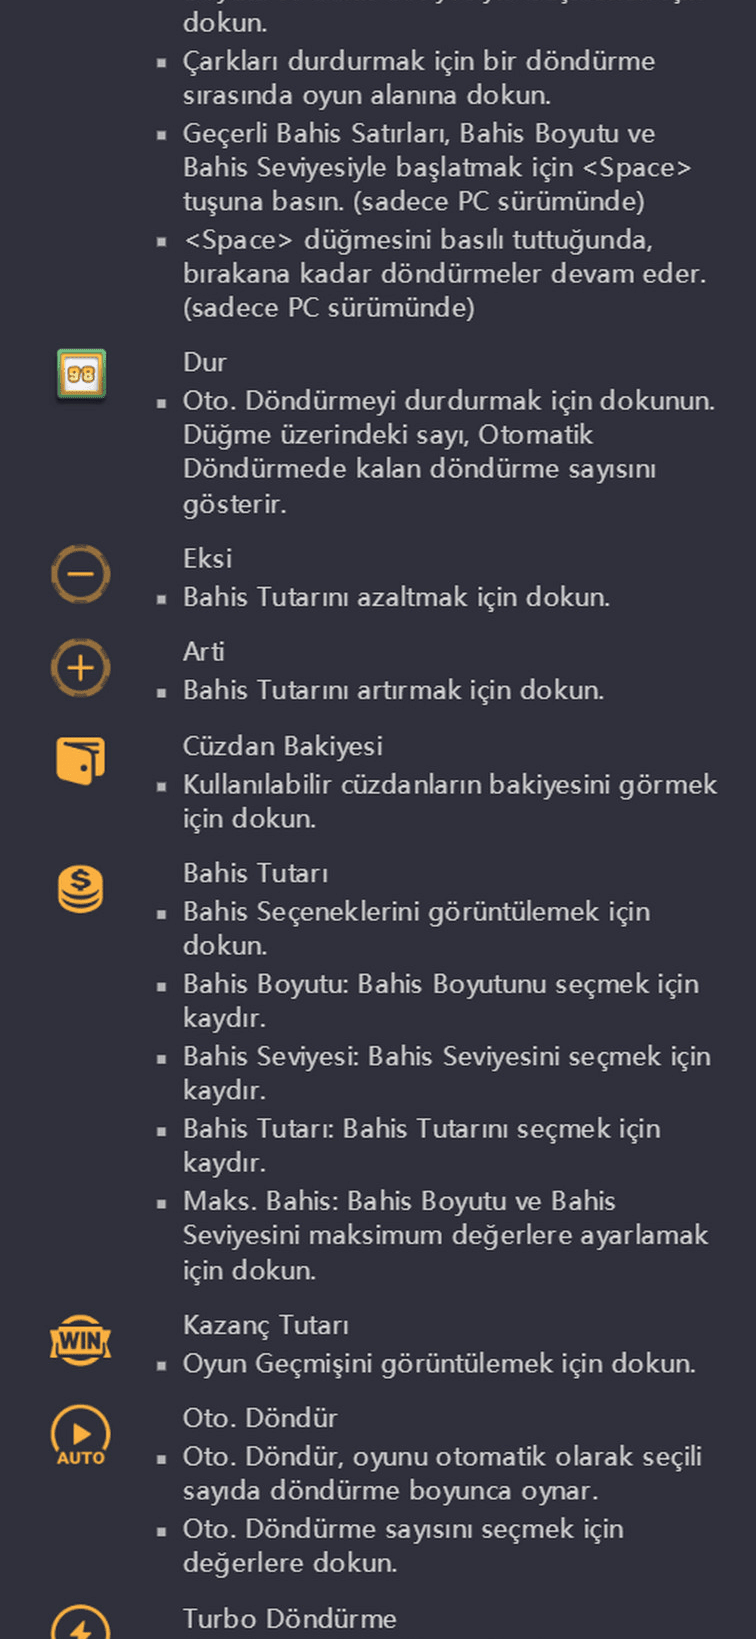 dokun.
▪ Çarkları durdurmak için bir döndürme
sırasında oyun alanına dokun.
▪ Geçerli Bahis Satırları, Bahis Boyutu ve
Bahis Seviyesiyle başlatmak için <Space>
tuşuna basın. (sadece PC sürümünde)
▪ <Space> düğmesini basılı tuttuğunda,
bırakana kadar döndürmeler devam eder.
(sadece PC sürümünde)
98
Dur
▪ Oto. Döndürmeyi durdurmak için dokunun.
Düğme üzerindeki sayı, Otomatik
Döndürmede kalan döndürme sayısını
gösterir.
Eksi
▪ Bahis Tutarını azaltmak için dokun.
Arti
▪ Bahis Tutarını artırmak için dokun.
Cüzdan Bakiyesi
▪ Kullanılabilir cüzdanların bakiyesini görmek
için dokun.
$
Bahis Tutarı
▪ Bahis Seçeneklerini görüntülemek için
dokun.
▪ Bahis Boyutu: Bahis Boyutunu seçmek için
kaydır.
▪ Bahis Seviyesi: Bahis Seviyesini seçmek için
kaydır.
▪ Bahis Tutarı: Bahis Tutarını seçmek için
kaydır.
▪ Maks. Bahis: Bahis Boyutu ve Bahis
Seviyesini maksimum değerlere ayarlamak
için dokun.
WIN
Kazanç Tutarı
▪ Oyun Geçmişini görüntülemek için dokun.
AUTO
Oto. Döndür
▪ Oto. Döndür, oyunu otomatik olarak seçili
sayıda döndürme boyunca oynar.
▪ Oto. Döndürme sayısını seçmek için
değerlere dokun.
Turbo Döndürme